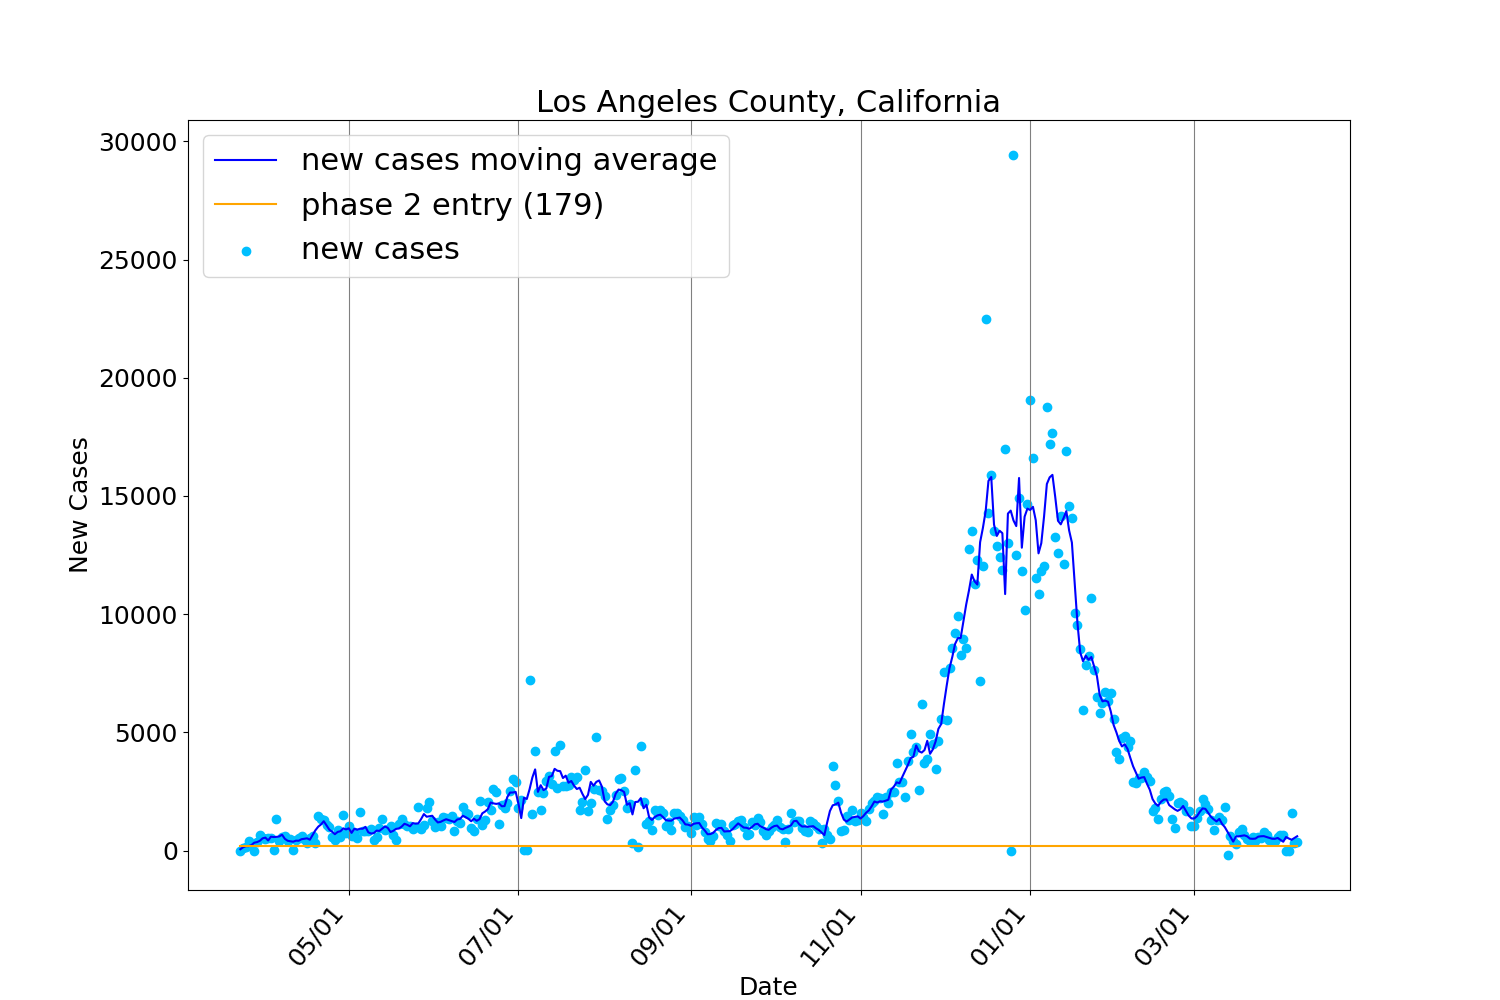 Los Angeles County, California
30000
25000
20000
15000
10000
5000
0
New Cases
new cases moving average
phase 2 entry (179)
new cases
05/01
07/01
09/01
11/01
01/01
03/01
Date